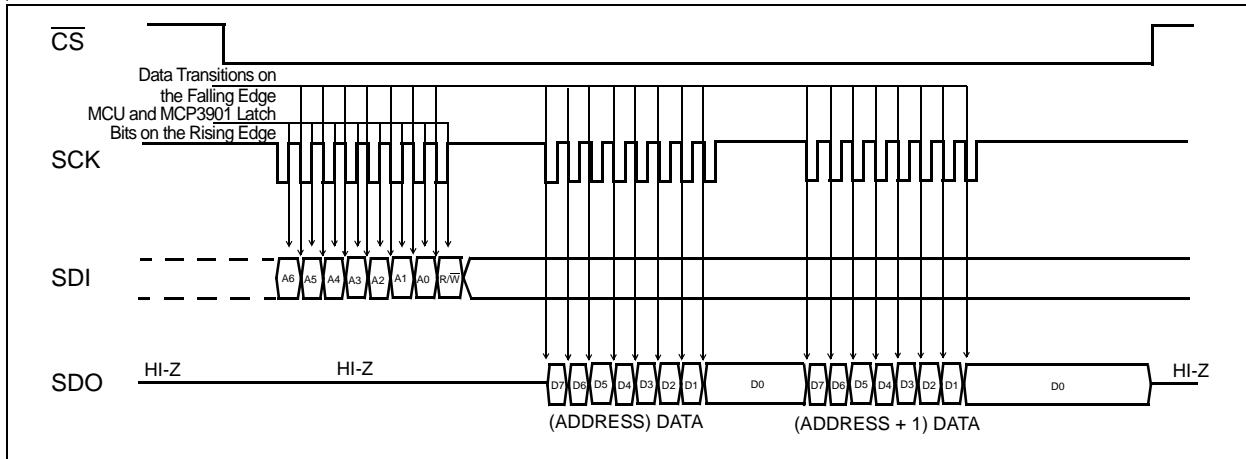 CS
Data Transitions on
the Falling Edge
MCU and MCP3901 Latch
Bits on the Rising Edge
SCK
SDI
A6 A5 A4 A3 A2 A1 A0 R/W
SDO
HI-Z HI-Z D7 D6 D5 D4 D3 D2 D1 D0 D7 D6 D5 D4 D3 D2 D1 D0 HI-Z
(ADDRESS) DATA (ADDRESS + 1) DATA